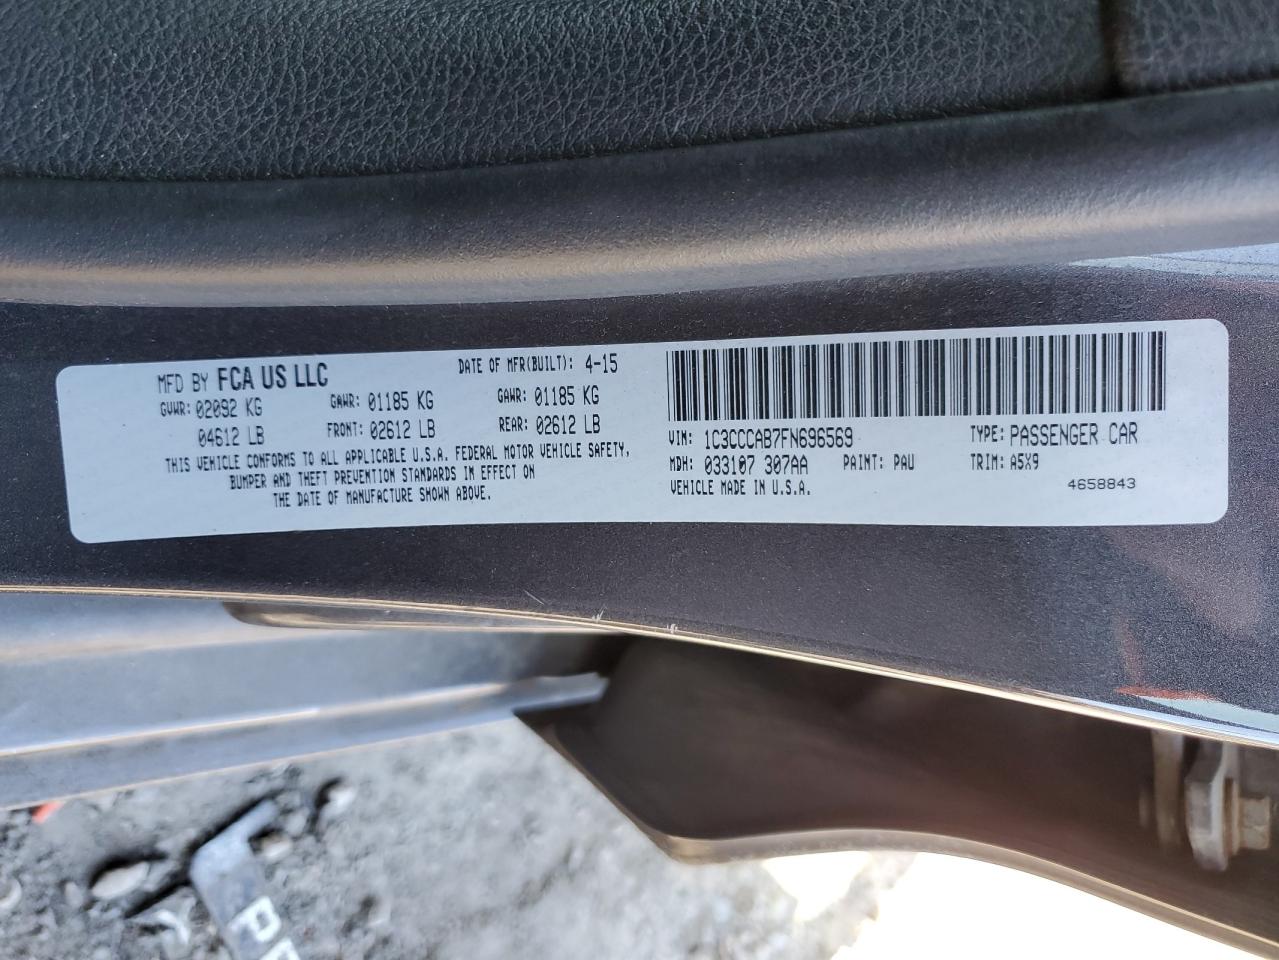 MFD BY FCA US LLC DATE OF MFR(BUILT): 4-15
GVWR: 02092 KG GAWR: 01185 KG GAWR: 01185 KG
04612 LB FRONT: 02612 LB REAR: 02612 LB
THIS VEHICLE CONFORMS TO ALL APPLICABLE U.S.A. FEDERAL MOTOR VEHICLE SAFETY,
BUMPER AND THEFT PREVENTION STANDARDS IN EFFECT ON
THE DATE OF MANUFACTURE SHOWN ABOVE.
VIN: 1C3CCCAB7FN696569 TYPE: PASSENGER CAR
MDH: 033107 307AA PAINT: PAU TRIM: A5X9
VEHICLE MADE IN U.S.A. 4658843